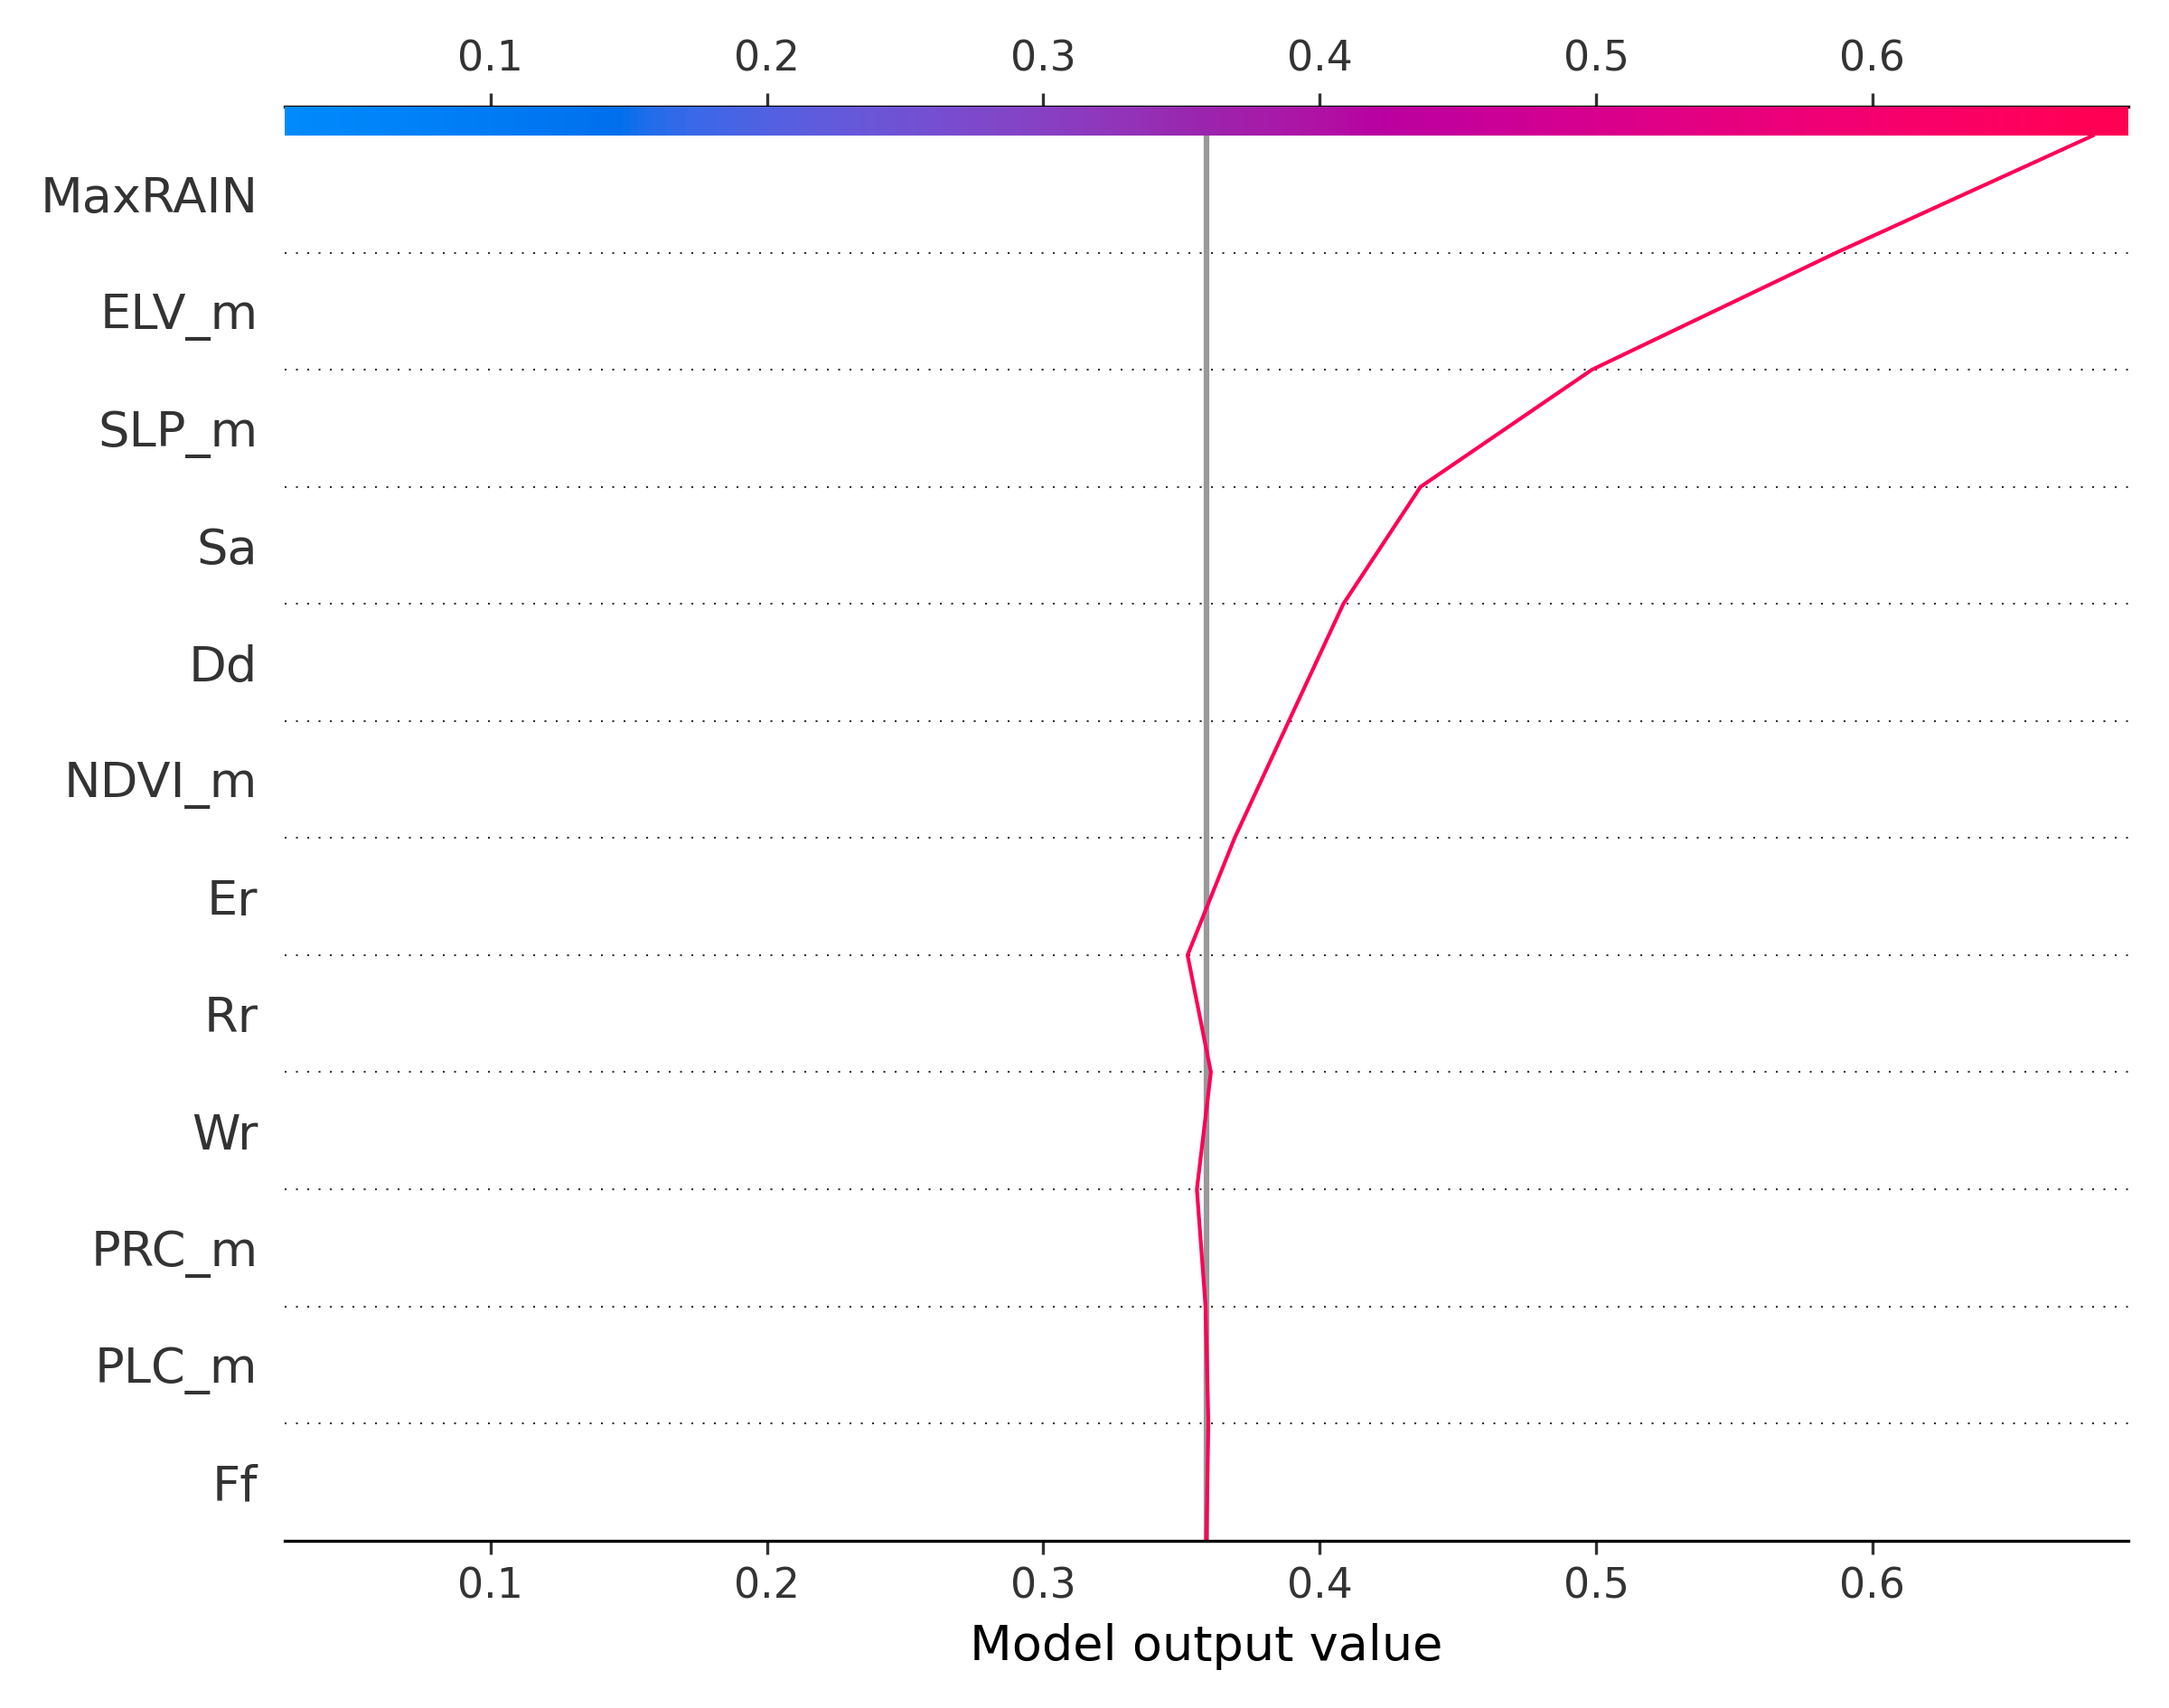 0.1 0.2 0.3 0.4 0.5 0.6
MaxRAIN
ELV_m
SLP_m
Sa
Dd
NDVI_m
Er
Rr
Wr
PRC_m
PLC_m
Ff
0.1 0.2 0.3 0.4 0.5 0.6
Model output value